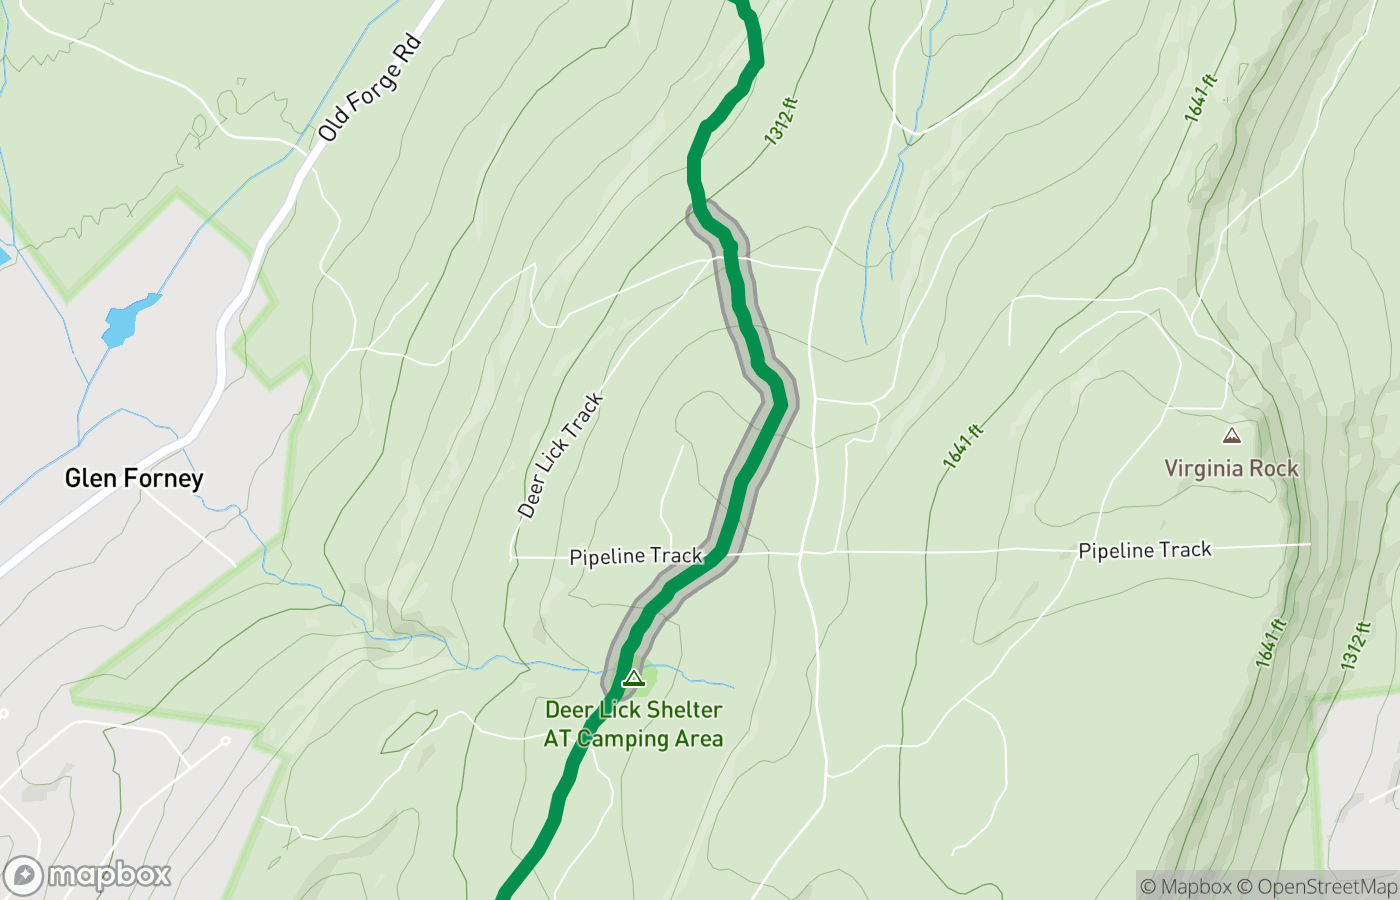 Old Forge Rd
1312 ft
1641 ft
Deer Lick Track
1641 ft
Virginia Rock
Glen Forney
Pipeline Track
Pipeline Track
1641 ft
1312 ft
Deer Lick Shelter
AT Camping Area
mapbox
© Mapbox © OpenStreetMap